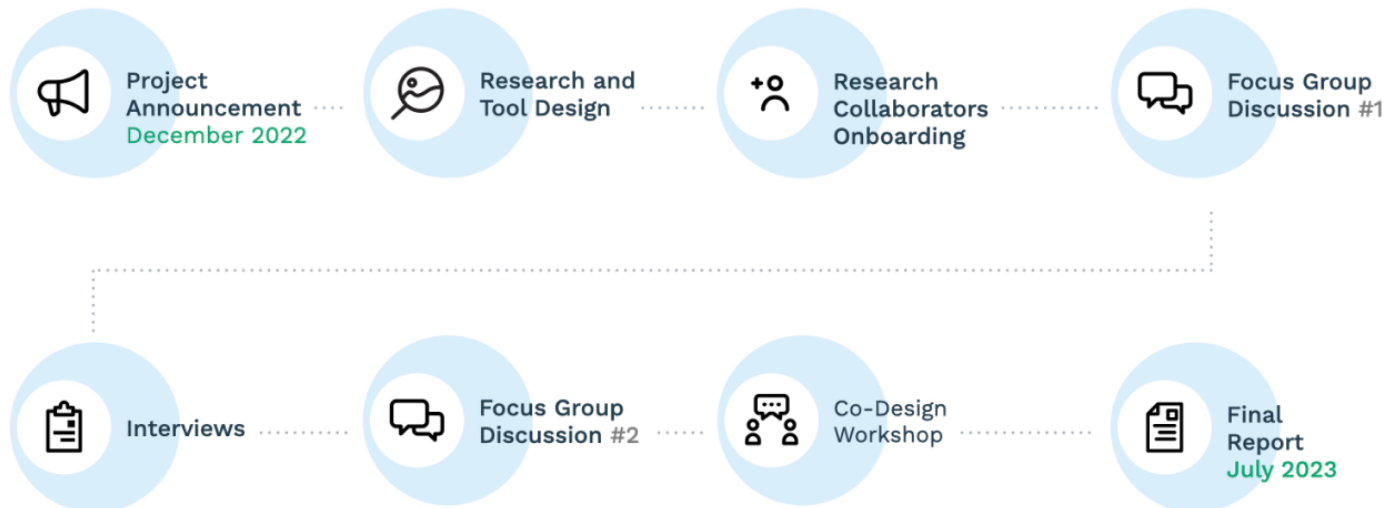 Project
Announcement
December 2022
Research and
Tool Design
Research
Collaborators
Onboarding
Focus Group
Discussion #1
Interviews
Focus Group
Discussion #2
Co-Design
Workshop
Final
Report
July 2023